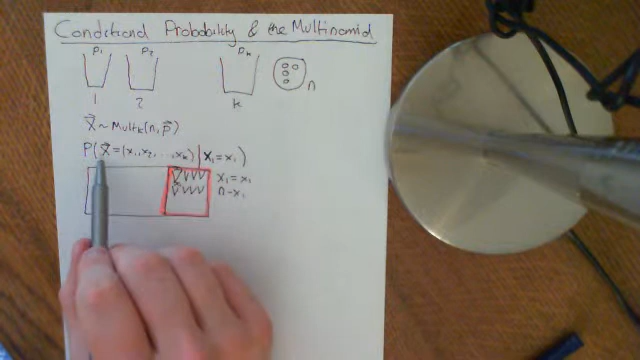 Conditional Probability & the Multinomial
p₁ p₂ pₖ
1 2 k n
X⃗ ~ Multₖ(n, p⃗)
P(X⃗ = (x₁, x₂, ..., xₖ) | X₁ = x₁)
X₁ = x₁
n - x₁